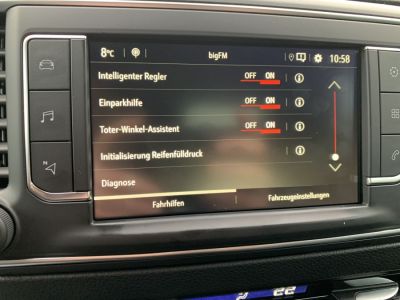 8°C bigFM 10:58
Intelligenter Regler OFF ON
Einparkhilfe OFF ON
Toter-Winkel-Assistent OFF ON
Initialisierung Reifenfülldruck
Diagnose
Fahrhilfen Fahrzeugeinstellungen
N
22